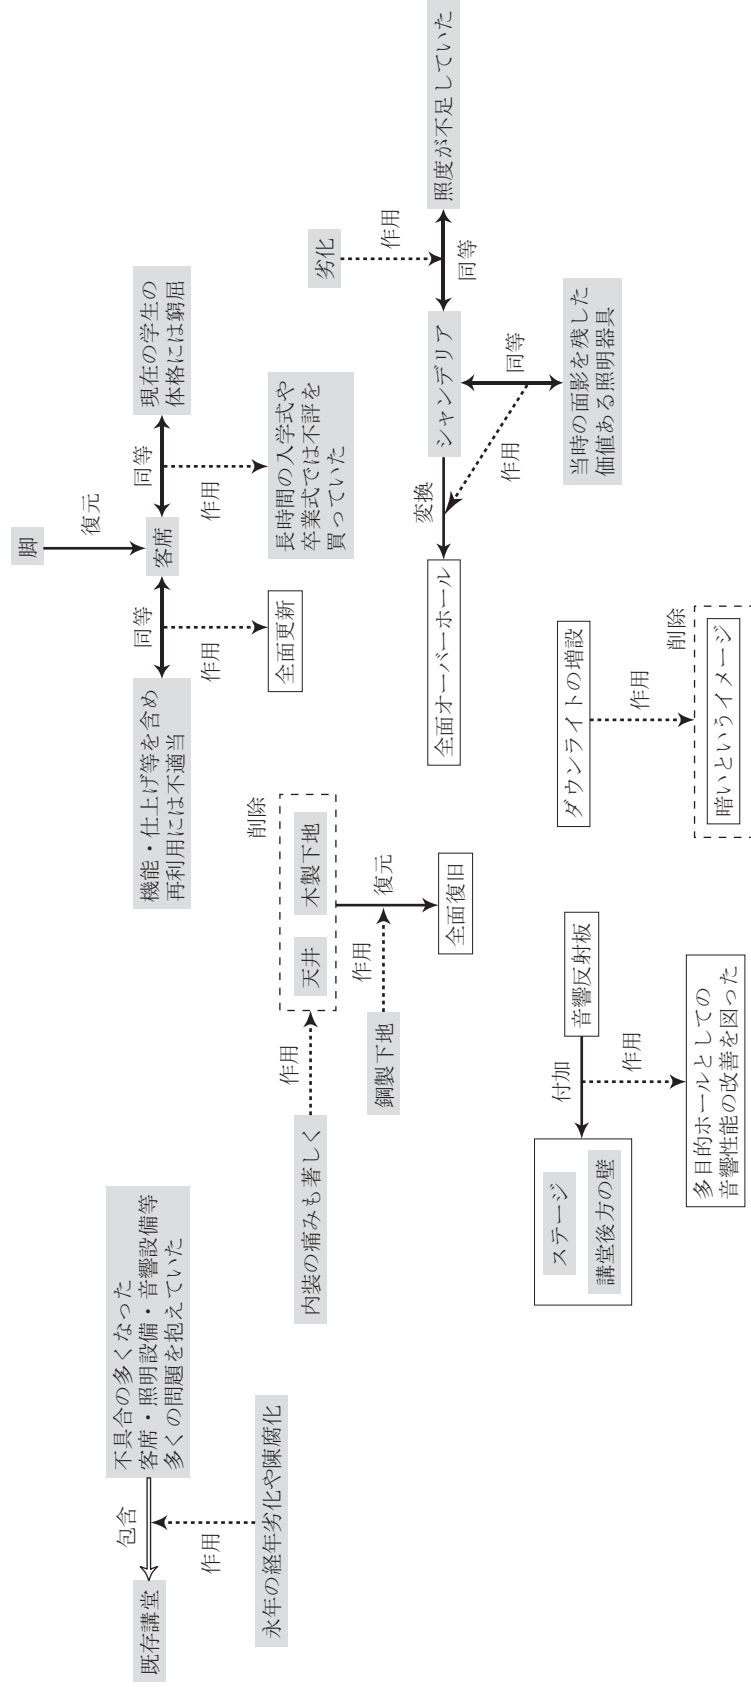 既存講堂
包含
不具合の多くなった
客席・照明設備・音響設備等
多くの問題を抱えていた
作用
永年の経年劣化や陳腐化
機能・仕上げ等を含め
再利用には不適当
同等
作用
全面更新
脚
復元
客席
同等
作用
現在の学生の
体格には窮屈
長時間の入学式や
卒業式では不評を
買っていた
内装の痛みも著しく
作用
削除
天井
木製下地
鋼製下地
作用
復元
全面復旧
全面オーバーホール
変換
シャンデリア
作用
同等
当時の面影を残した
価値ある照明器具
劣化
作用
同等
照度が不足していた
ステージ
講堂後方の壁
付加
音響反射板
作用
多目的ホールとしての
音響性能の改善を図った
ダウンライトの増設
作用
削除
暗いというイメージ